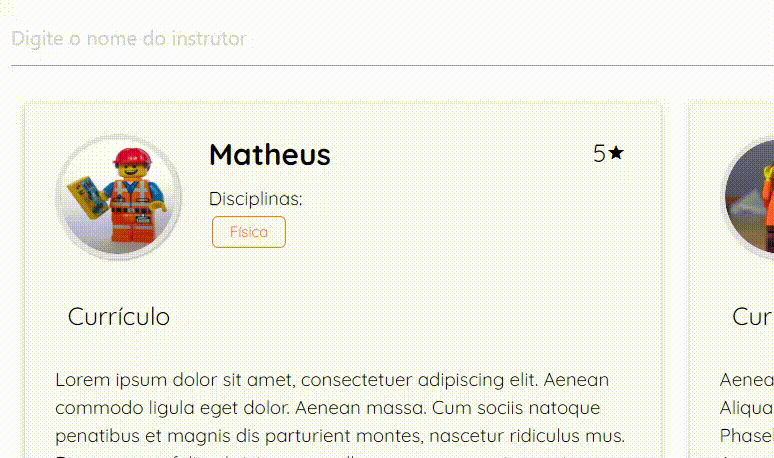 Digite o nome do instrutor
Matheus
5★
Disciplinas:
Física
Currículo
Lorem ipsum dolor sit amet, consectetuer adipiscing elit. Aenean
commodo ligula eget dolor. Aenean massa. Cum sociis natoque
penatibus et magnis dis parturient montes, nascetur ridiculus mus.
Cur
Aenea
Aliqua
Phasel